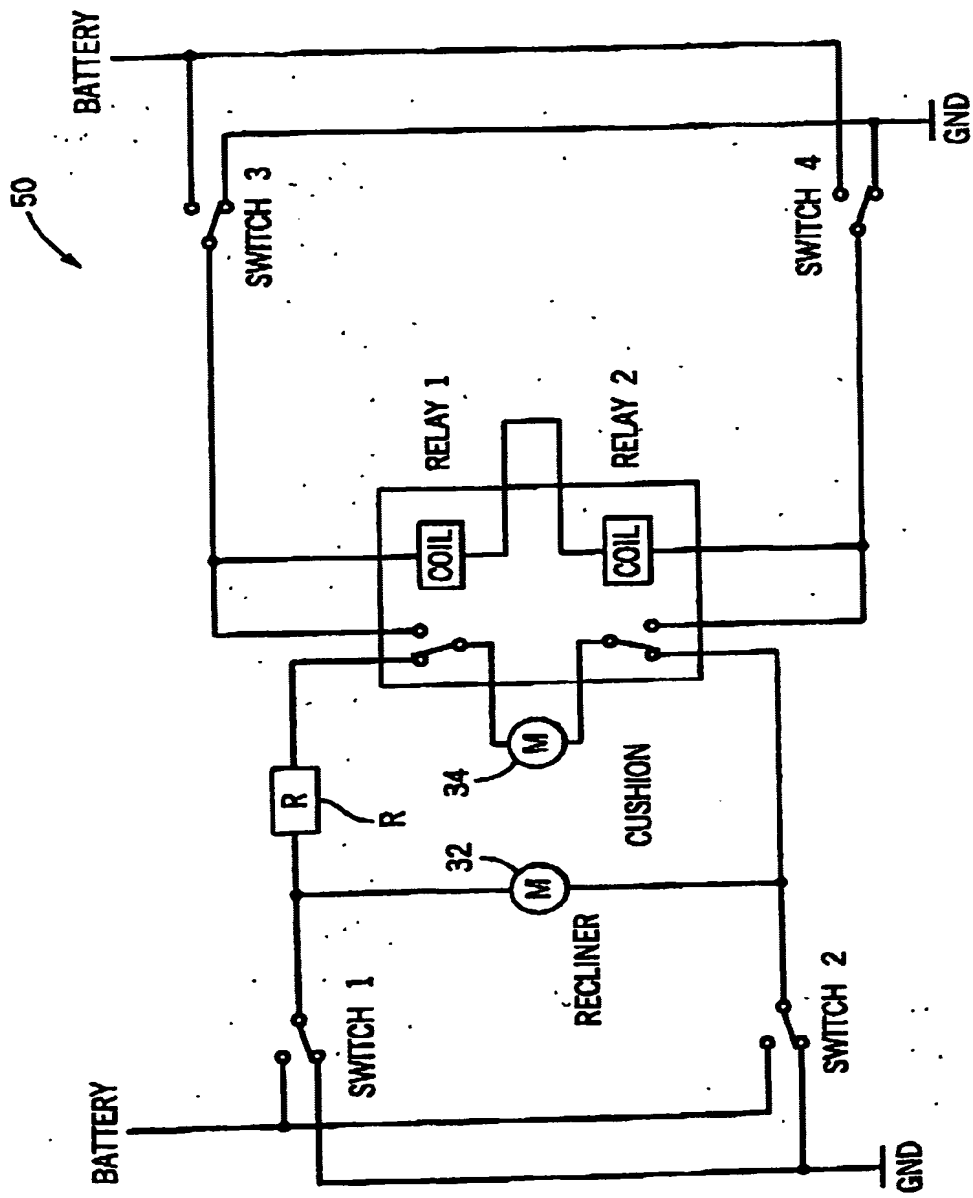 50
BATTERY
BATTERY
SWITCH 1
SWITCH 3
R
R
RELAY 1
COIL
32
34
M
M
RECLINER
CUSHION
COIL
RELAY 2
SWITCH 2
SWITCH 4
GND
GND